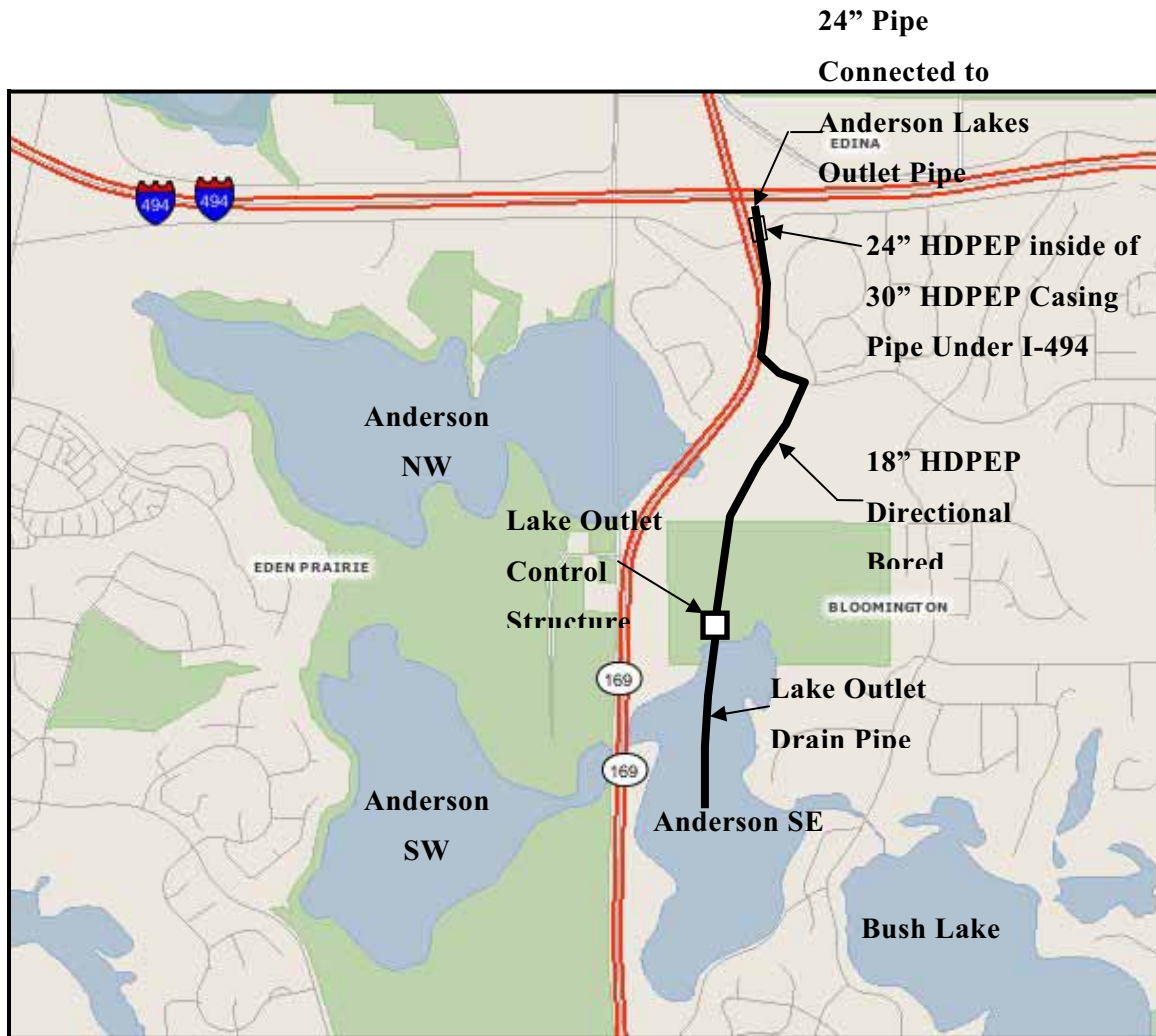 24” Pipe
Connected to
Anderson Lakes
Outlet Pipe
EDINA
494
494
24” HDPEP inside of
30” HDPEP Casing
Pipe Under I-494
Anderson
NW
18” HDPEP
Directional
Bored
Lake Outlet
Control
Structure
EDEN PRAIRIE
BLOOMINGTON
169
Lake Outlet
Drain Pipe
169
Anderson
SW
Anderson SE
Bush Lake